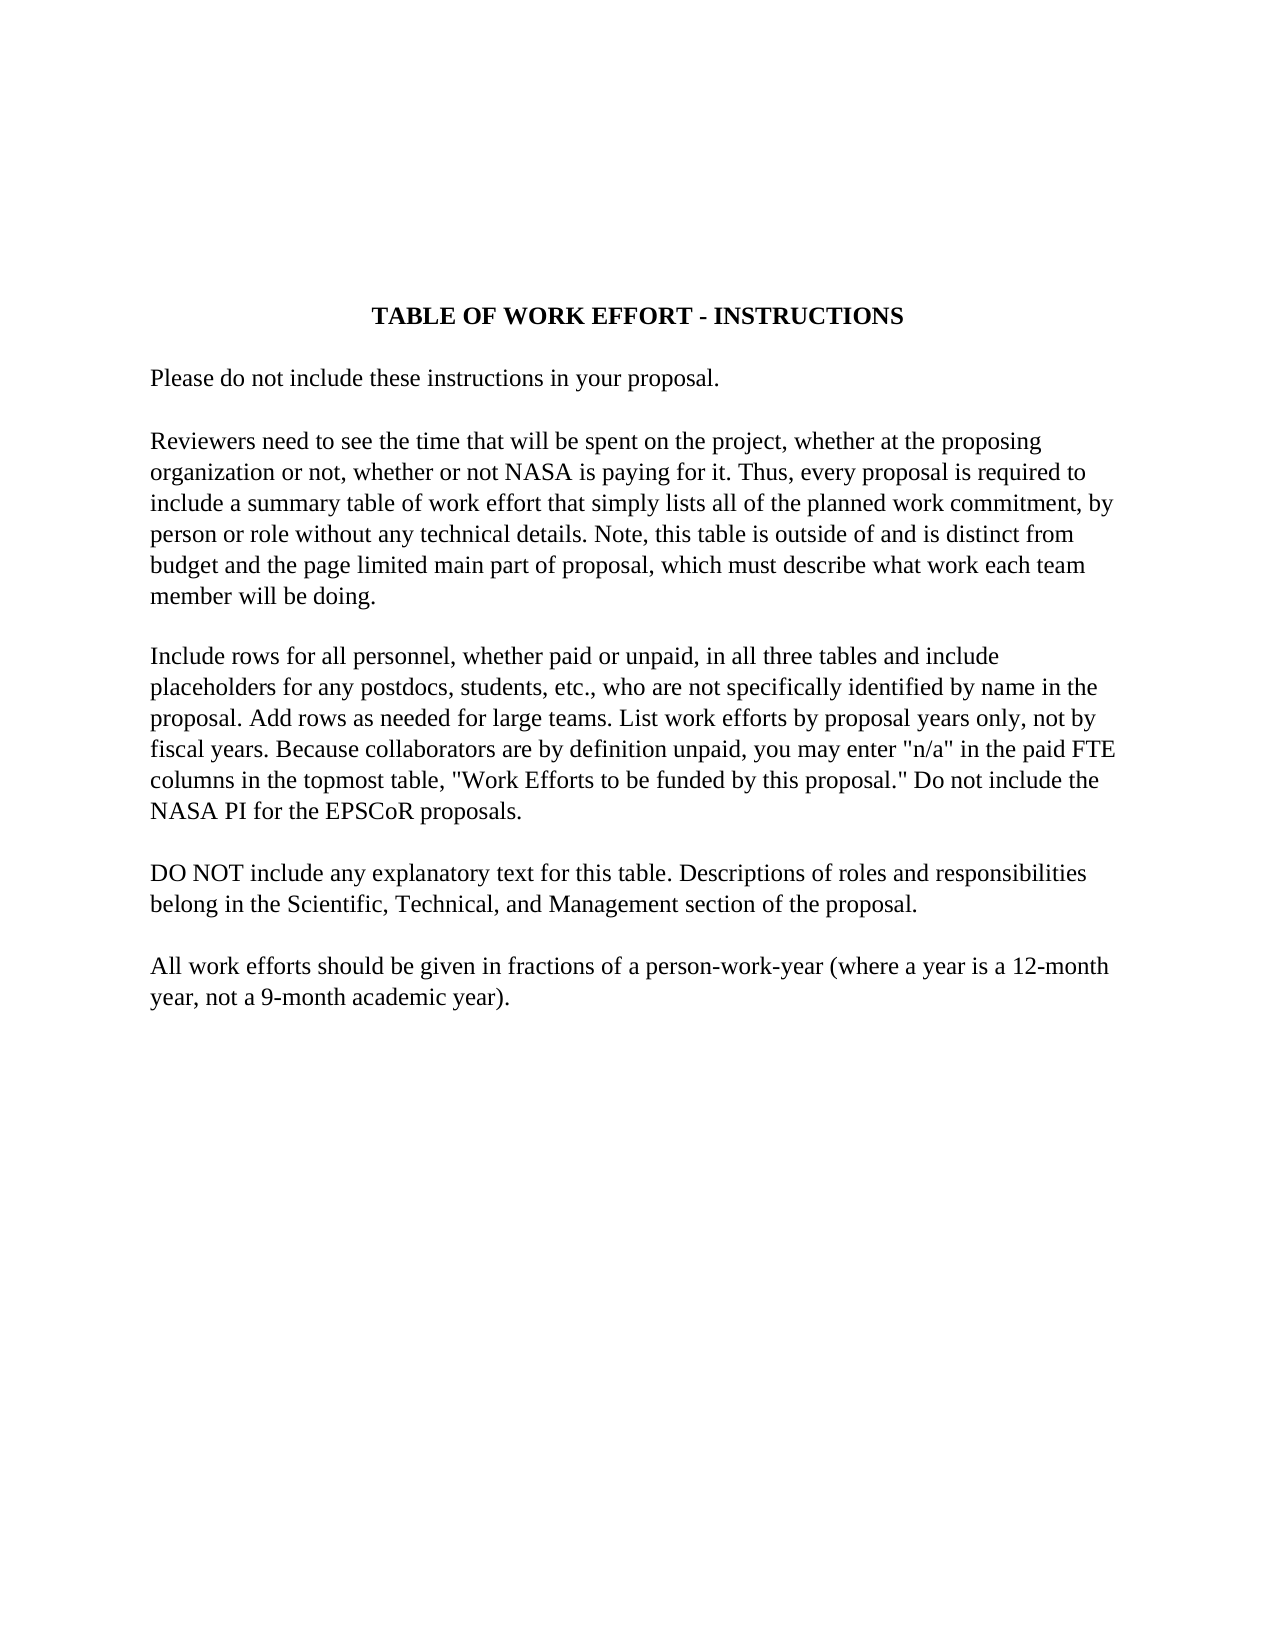 TABLE OF WORK EFFORT - INSTRUCTIONS
Please do not include these instructions in your proposal.
Reviewers need to see the time that will be spent on the project, whether at the proposing
organization or not, whether or not NASA is paying for it. Thus, every proposal is required to
include a summary table of work effort that simply lists all of the planned work commitment, by
person or role without any technical details. Note, this table is outside of and is distinct from
budget and the page limited main part of proposal, which must describe what work each team
member will be doing.
Include rows for all personnel, whether paid or unpaid, in all three tables and include
placeholders for any postdocs, students, etc., who are not specifically identified by name in the
proposal. Add rows as needed for large teams. List work efforts by proposal years only, not by
fiscal years. Because collaborators are by definition unpaid, you may enter "n/a" in the paid FTE
columns in the topmost table, "Work Efforts to be funded by this proposal." Do not include the
NASA PI for the EPSCoR proposals.
DO NOT include any explanatory text for this table. Descriptions of roles and responsibilities
belong in the Scientific, Technical, and Management section of the proposal.
All work efforts should be given in fractions of a person-work-year (where a year is a 12-month
year, not a 9-month academic year).